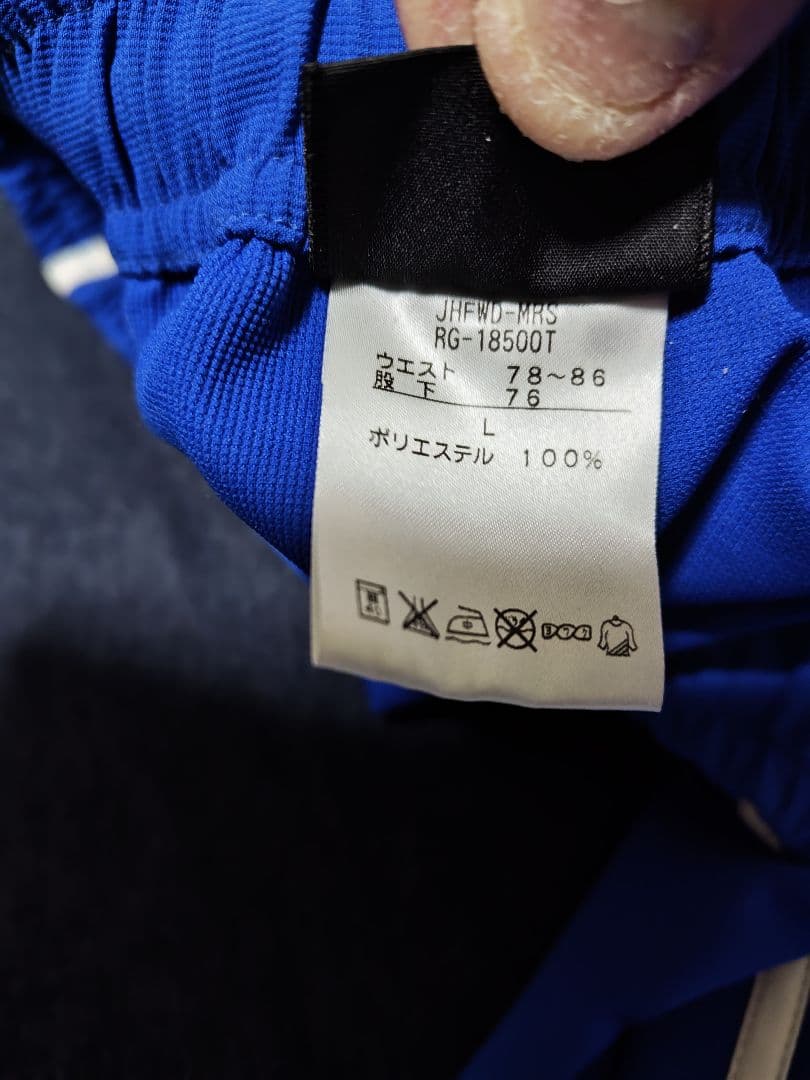 JHFWD-MRS
RG-18500T
ウエスト 78～86
股下 76
L
ポリエステル 100%